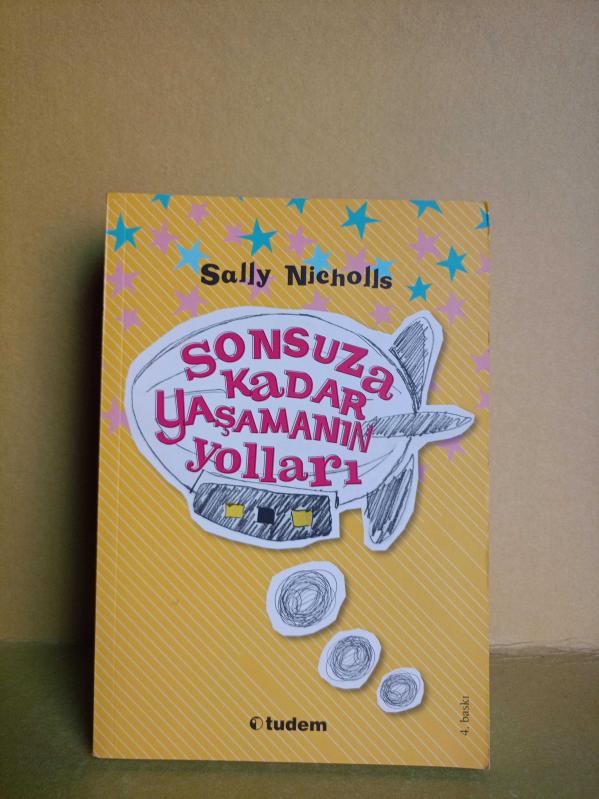 Sally Nicholls
SONSUZa
KaDAR
YAŞAMANIN
yolları
tudem
4. baskı